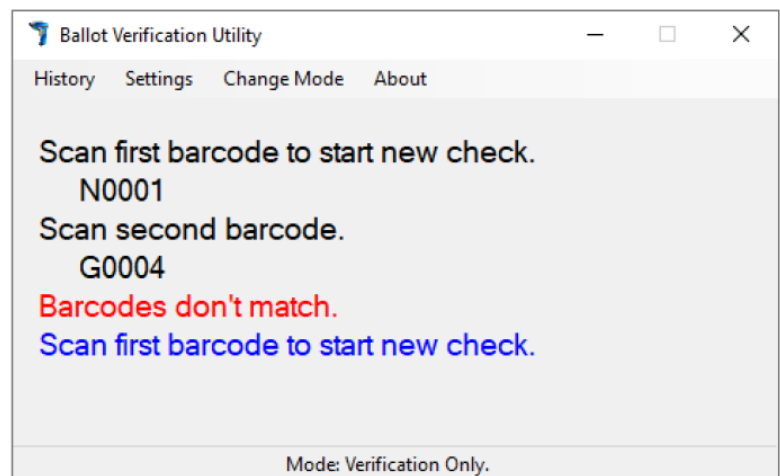 Ballot Verification Utility
History Settings Change Mode About
Scan first barcode to start new check.
N0001
Scan second barcode.
G0004
Barcodes don't match.
Scan first barcode to start new check.
Mode: Verification Only.